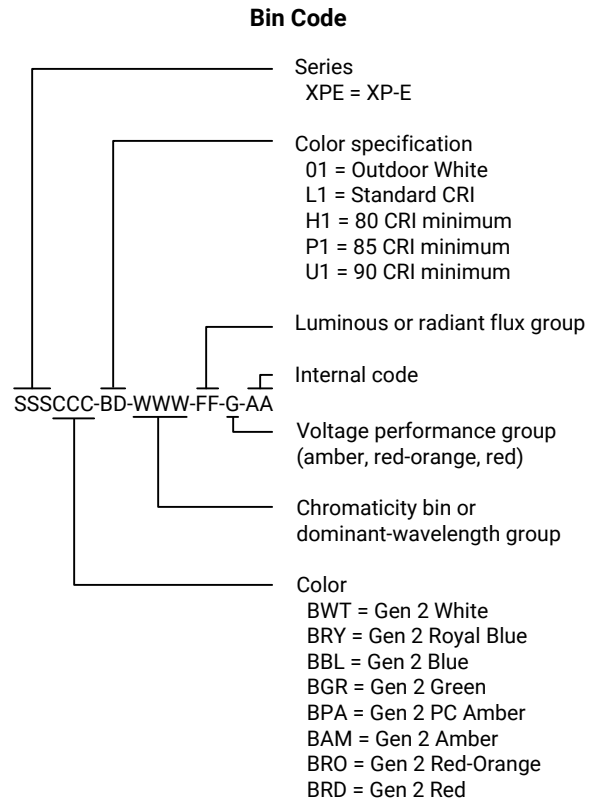 Bin Code
Series
XPE = XP-E
Color specification
01 = Outdoor White
L1 = Standard CRI
H1 = 80 CRI minimum
P1 = 85 CRI minimum
U1 = 90 CRI minimum
Luminous or radiant flux group
Internal code
SSSCCC-BD-WWW-FF-G-AA
Voltage performance group
(amber, red-orange, red)
Chromaticity bin or
dominant-wavelength group
Color
BWT = Gen 2 White
BRY = Gen 2 Royal Blue
BBL = Gen 2 Blue
BGR = Gen 2 Green
BPA = Gen 2 PC Amber
BAM = Gen 2 Amber
BRO = Gen 2 Red-Orange
BRD = Gen 2 Red